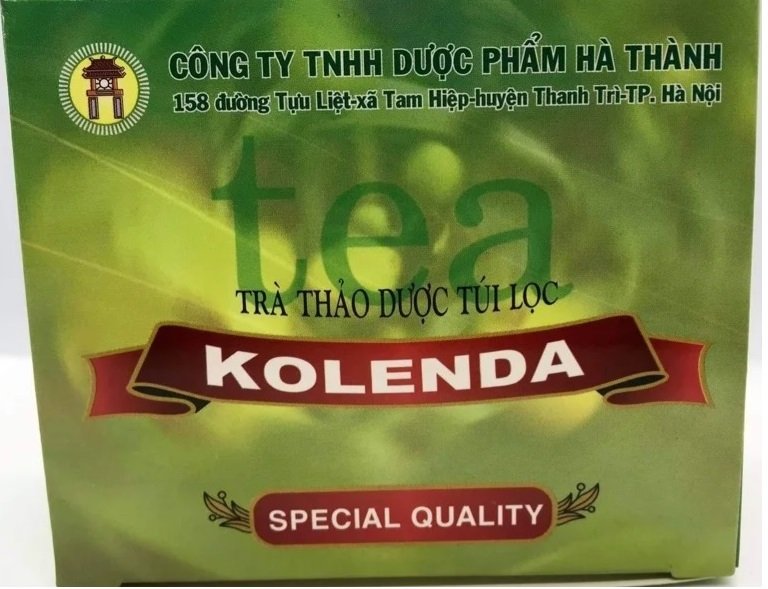 CÔNG TY TNHH DƯỢC PHẨM HÀ THÀNH
158 đường Tựu Liệt-xã Tam Hiệp-huyện Thanh Trì-TP. Hà Nội
tea
TRÀ THẢO DƯỢC TÚI LỌC
KOLENDA
SPECIAL QUALITY